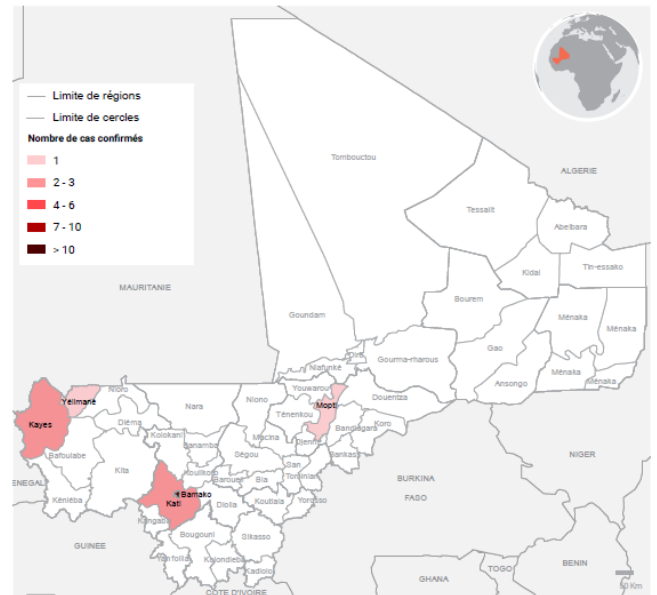 Limite de régions
Limite de cercles
Nombre de cas confirmés
1
2 - 3
4 - 6
7 - 10
> 10
Tombouctou
ALGERIE
Tessalit
Abeibara
Kidal
Tin-essako
MAURITANIE
Bourem
Goundam
Ménaka
Ménaka
Gao
Gourma-rharous
Niafunké
Ménaka
Ménaka
Ansongo
Yélimané
Nioro
Youwarou
Douentza
Nara
Niono
Mopti
Kayes
Ténenkou
Diéma
Koro
Kolokani
Bandiagara
Banamba
Macina
Djenné
Bafoulabe
Ségou
Bankass
Kita
San
NIGER
Koulikoro
Tominian
ENEGAL
Barouéli
Bla
BURKINA
FASO
Bamako
Kéniéba
Kati
Dioïla
Koutiala
Yorosso
Kangaba
Bougouni
Sikasso
GUINEE
Yanfolila
Kolondieba
BENIN
Kadiolo
TOGO
GHANA
COTE D'IVOIRE